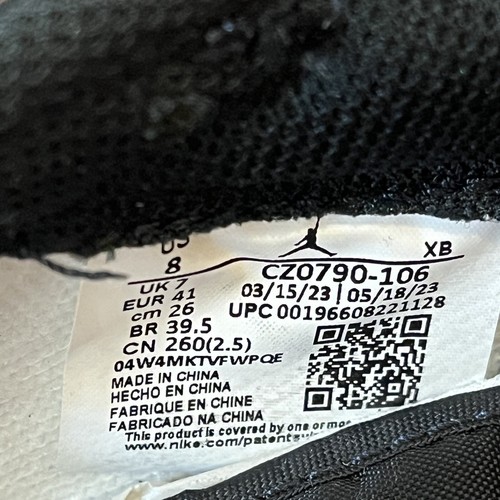 US
8
XB
UK 7
CZ0790-106
EUR 41
03/15/23 | 05/18/23
cm 26
UPC 00196608221128
BR 39.5
CN 260(2.5)
04W4MKTVFWPQE
MADE IN CHINA
HECHO EN CHINA
FABRIQUE EN CHINE
FABRICADO NA CHINA
This product is covered by one or
www.nike.com/patents